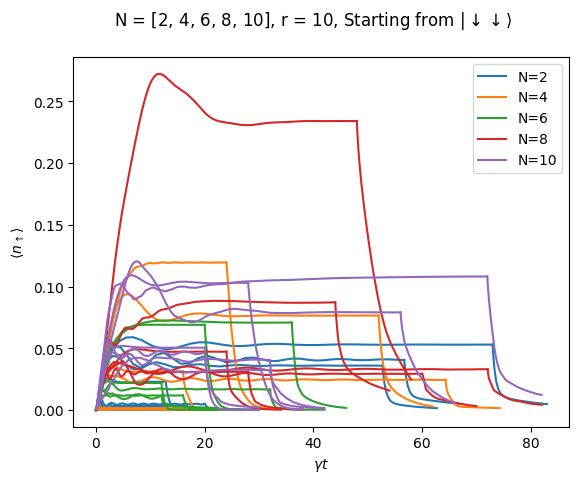 N = [2, 4, 6, 8, 10], r = 10, Starting from |↓↓⟩
0.25
0.20
0.15
0.10
0.05
0.00
⟨n↑⟩
N=2
N=4
N=6
N=8
N=10
0
20
40
60
80
γt